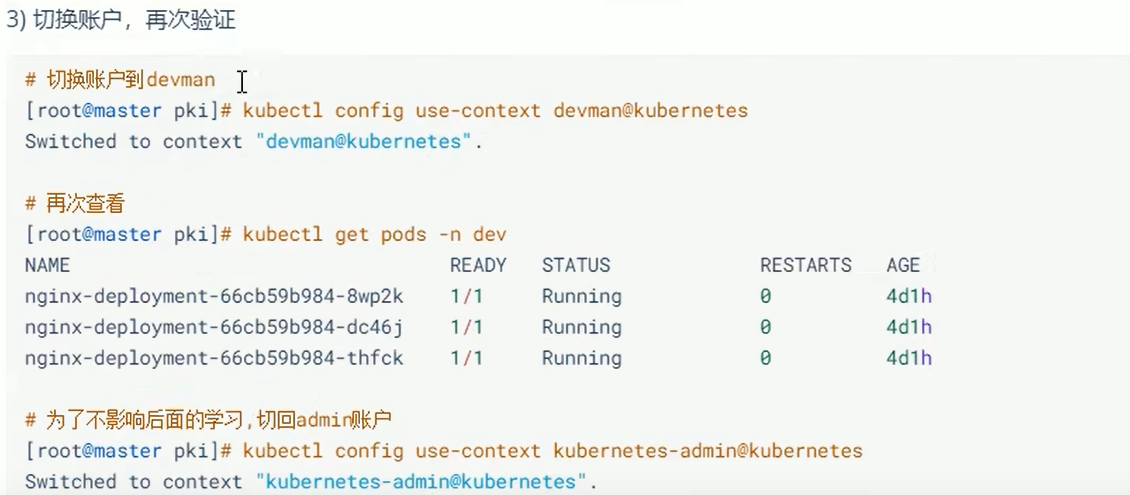 3) 切换账户，再次验证
# 切换账户到devman
[root@master pki]# kubectl config use-context devman@kubernetes
Switched to context "devman@kubernetes".
# 再次查看
[root@master pki]# kubectl get pods -n dev
NAME READY STATUS RESTARTS AGE
nginx-deployment-66cb59b984-8wp2k 1/1 Running 0 4d1h
nginx-deployment-66cb59b984-dc46j 1/1 Running 0 4d1h
nginx-deployment-66cb59b984-thfck 1/1 Running 0 4d1h
# 为了不影响后面的学习,切回admin账户
[root@master pki]# kubectl config use-context kubernetes-admin@kubernetes
Switched to context "kubernetes-admin@kubernetes".